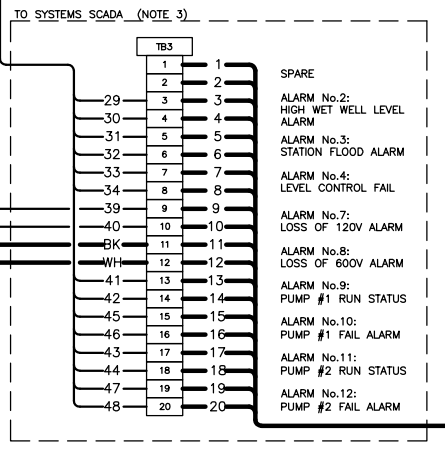 TO SYSTEMS SCADA (NOTE 3)
TB3
1 1
2 2
29 3 3
30 4 4
31 5 5
32 6 6
33 7 7
34 8 8
39 9 9
40 10 10
BK 11 11
WH 12 12
41 13 13
42 14 14
45 15 15
46 16 16
43 17 17
44 18 18
47 19 19
48 20 20
SPARE
ALARM No.2:
HIGH WET WELL LEVEL
ALARM
ALARM No.3:
STATION FLOOD ALARM
ALARM No.4:
LEVEL CONTROL FAIL
ALARM No.7:
LOSS OF 120V ALARM
ALARM No.8:
LOSS OF 600V ALARM
ALARM No.9:
PUMP #1 RUN STATUS
ALARM No.10:
PUMP #1 FAIL ALARM
ALARM No.11:
PUMP #2 RUN STATUS
ALARM No.12:
PUMP #2 FAIL ALARM